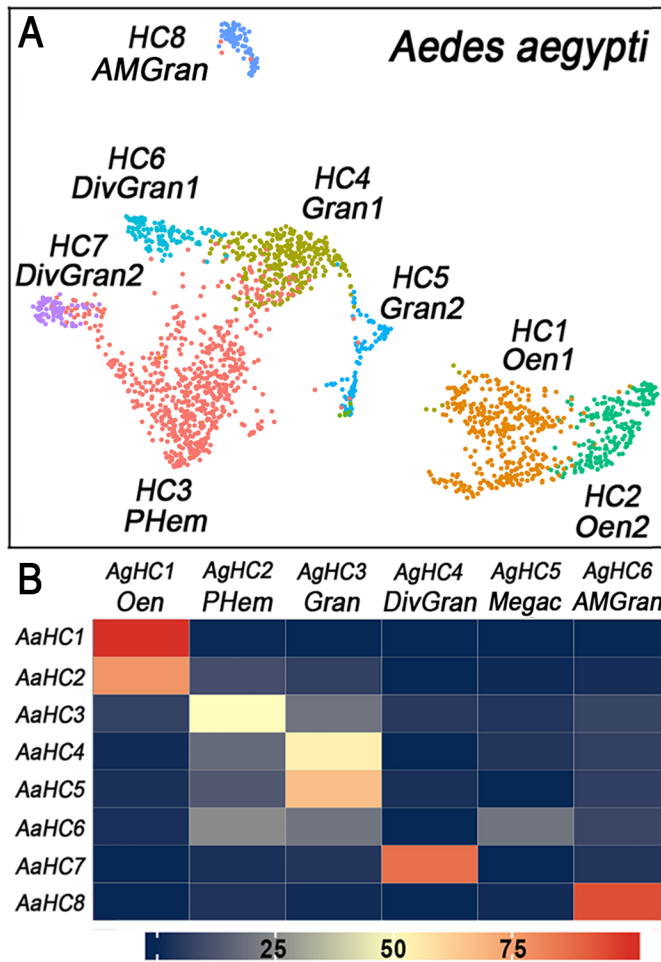 A
Aedes aegypti
HC8
AMGran
HC6
DivGran1
HC4
Gran1
HC7
DivGran2
HC5
Gran2
HC1
Oen1
HC3
PHem
HC2
Oen2
B
AgHC1 AgHC2 AgHC3 AgHC4 AgHC5 AgHC6
Oen PHem Gran DivGran Megac AMGran
AaHC1
AaHC2
AaHC3
AaHC4
AaHC5
AaHC6
AaHC7
AaHC8
25 50 75